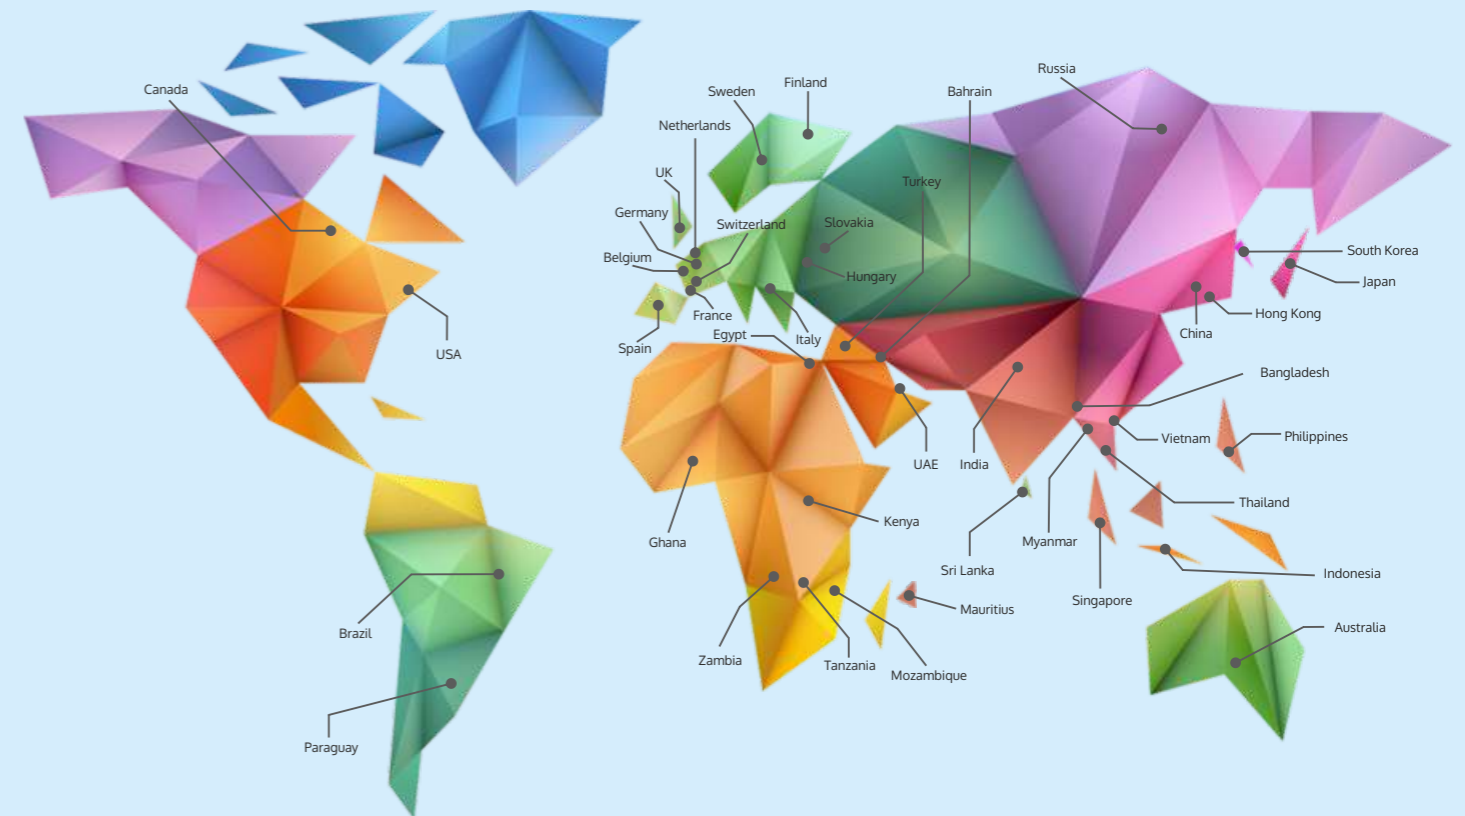 Canada
USA
Brazil
Paraguay
Sweden
Finland
Netherlands
UK
Germany
Switzerland
Belgium
France
Spain
Italy
Slovakia
Hungary
Turkey
Bahrain
Russia
Egypt
UAE
India
Ghana
Kenya
Zambia
Tanzania
Mozambique
Mauritius
Sri Lanka
Myanmar
Singapore
South Korea
Japan
Hong Kong
China
Bangladesh
Vietnam
Philippines
Thailand
Indonesia
Australia